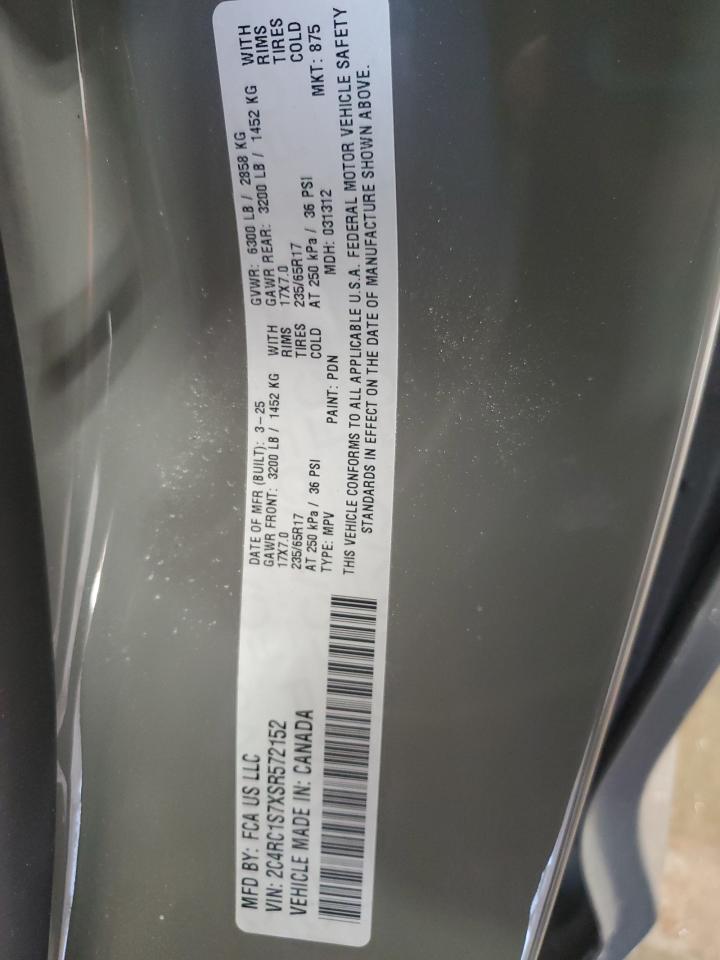 MFD BY: FCA US LLC
VIN: 2C4RC1S7XSR572152
VEHICLE MADE IN: CANADA
DATE OF MFR (BUILT): 3-25 GVWR: 6300 LB / 2858 KG
GAWR FRONT: 3200 LB / 1452 KG WITH GAWR REAR: 3200 LB / 1452 KG WITH
17X7.0 RIMS 17X7.0 RIMS
235/65R17 TIRES 235/65R17 TIRES
AT 250 kPa / 36 PSI COLD AT 250 kPa / 36 PSI COLD
TYPE: MPV PAINT: PDN MDH: 031312 MKT: 875
THIS VEHICLE CONFORMS TO ALL APPLICABLE U.S.A. FEDERAL MOTOR VEHICLE SAFETY
STANDARDS IN EFFECT ON THE DATE OF MANUFACTURE SHOWN ABOVE.